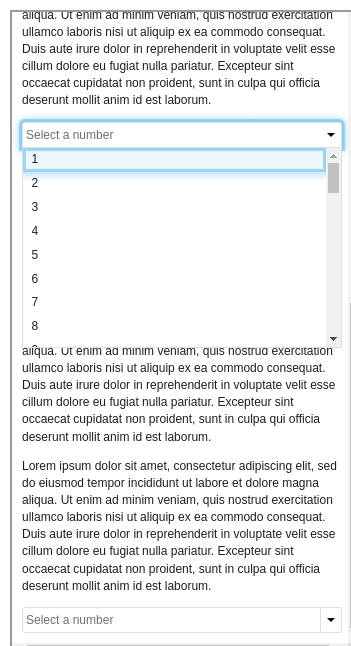 aliqua. Ut enim ad minim veniam, quis nostrud exercitation
ullamco laboris nisi ut aliquip ex ea commodo consequat.
Duis aute irure dolor in reprehenderit in voluptate velit esse
cillum dolore eu fugiat nulla pariatur. Excepteur sint
occaecat cupidatat non proident, sunt in culpa qui officia
deserunt mollit anim id est laborum.
Select a number
1
2
3
4
5
6
7
8
aliqua. Ut enim ad minim veniam, quis nostrud exercitation
ullamco laboris nisi ut aliquip ex ea commodo consequat.
Duis aute irure dolor in reprehenderit in voluptate velit esse
cillum dolore eu fugiat nulla pariatur. Excepteur sint
occaecat cupidatat non proident, sunt in culpa qui officia
deserunt mollit anim id est laborum.
Lorem ipsum dolor sit amet, consectetur adipiscing elit, sed
do eiusmod tempor incididunt ut labore et dolore magna
aliqua. Ut enim ad minim veniam, quis nostrud exercitation
ullamco laboris nisi ut aliquip ex ea commodo consequat.
Duis aute irure dolor in reprehenderit in voluptate velit esse
cillum dolore eu fugiat nulla pariatur. Excepteur sint
occaecat cupidatat non proident, sunt in culpa qui officia
deserunt mollit anim id est laborum.
Select a number